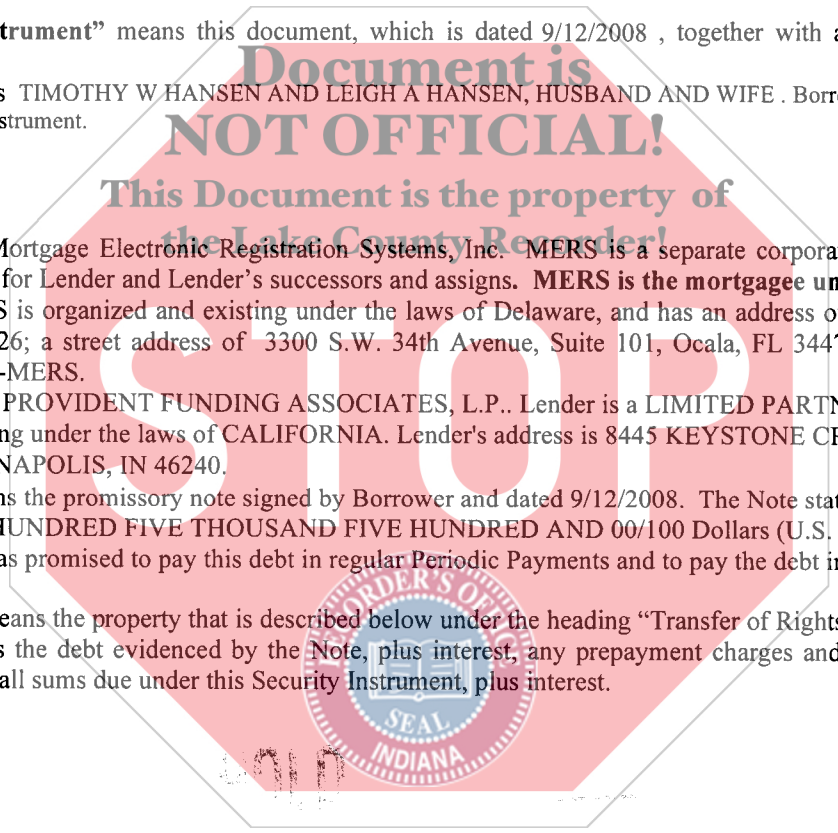 trument” means this document, which is dated 9/12/2008 , together with a
Document is
s TIMOTHY W HANSEN AND LEIGH A HANSEN, HUSBAND AND WIFE . Borr
strument.
NOT OFFICIAL!
This Document is the property of
the Lake County Recorder!
Mortgage Electronic Registration Systems, Inc. MERS is a separate corpora
for Lender and Lender’s successors and assigns. MERS is the mortgagee un
S is organized and existing under the laws of Delaware, and has an address o
26; a street address of 3300 S.W. 34th Avenue, Suite 101, Ocala, FL 3447
-MERS.
STOP
PROVIDENT FUNDING ASSOCIATES, L.P.. Lender is a LIMITED PARTN
ng under the laws of CALIFORNIA. Lender's address is 8445 KEYSTONE CR
NAPOLIS, IN 46240.
ns the promissory note signed by Borrower and dated 9/12/2008. The Note stat
HUNDRED FIVE THOUSAND FIVE HUNDRED AND 00/100 Dollars (U.S.
as promised to pay this debt in regular Periodic Payments and to pay the debt in
RECORDER'S OFFICE
eans the property that is described below under the heading “Transfer of Rights
s the debt evidenced by the Note, plus interest, any prepayment charges and
all sums due under this Security Instrument, plus interest.
SEAL
INDIANA